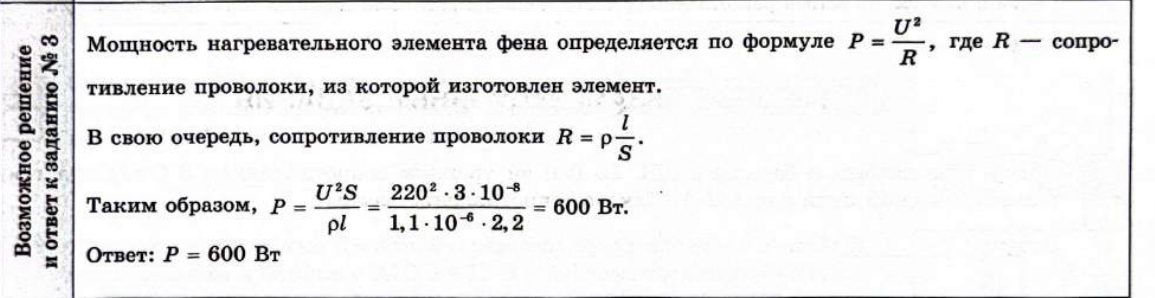 Возможное решение
и ответ к заданию № 3
Мощность нагревательного элемента фена определяется по формуле P = U²/R, где R — сопро-
тивление проволоки, из которой изготовлен элемент.
В свою очередь, сопротивление проволоки R = ρ l/S.
Таким образом, P = U²S/ρl = 220² · 3 · 10⁻⁸/1,1 · 10⁻⁶ · 2,2 = 600 Вт.
Ответ: P = 600 Вт